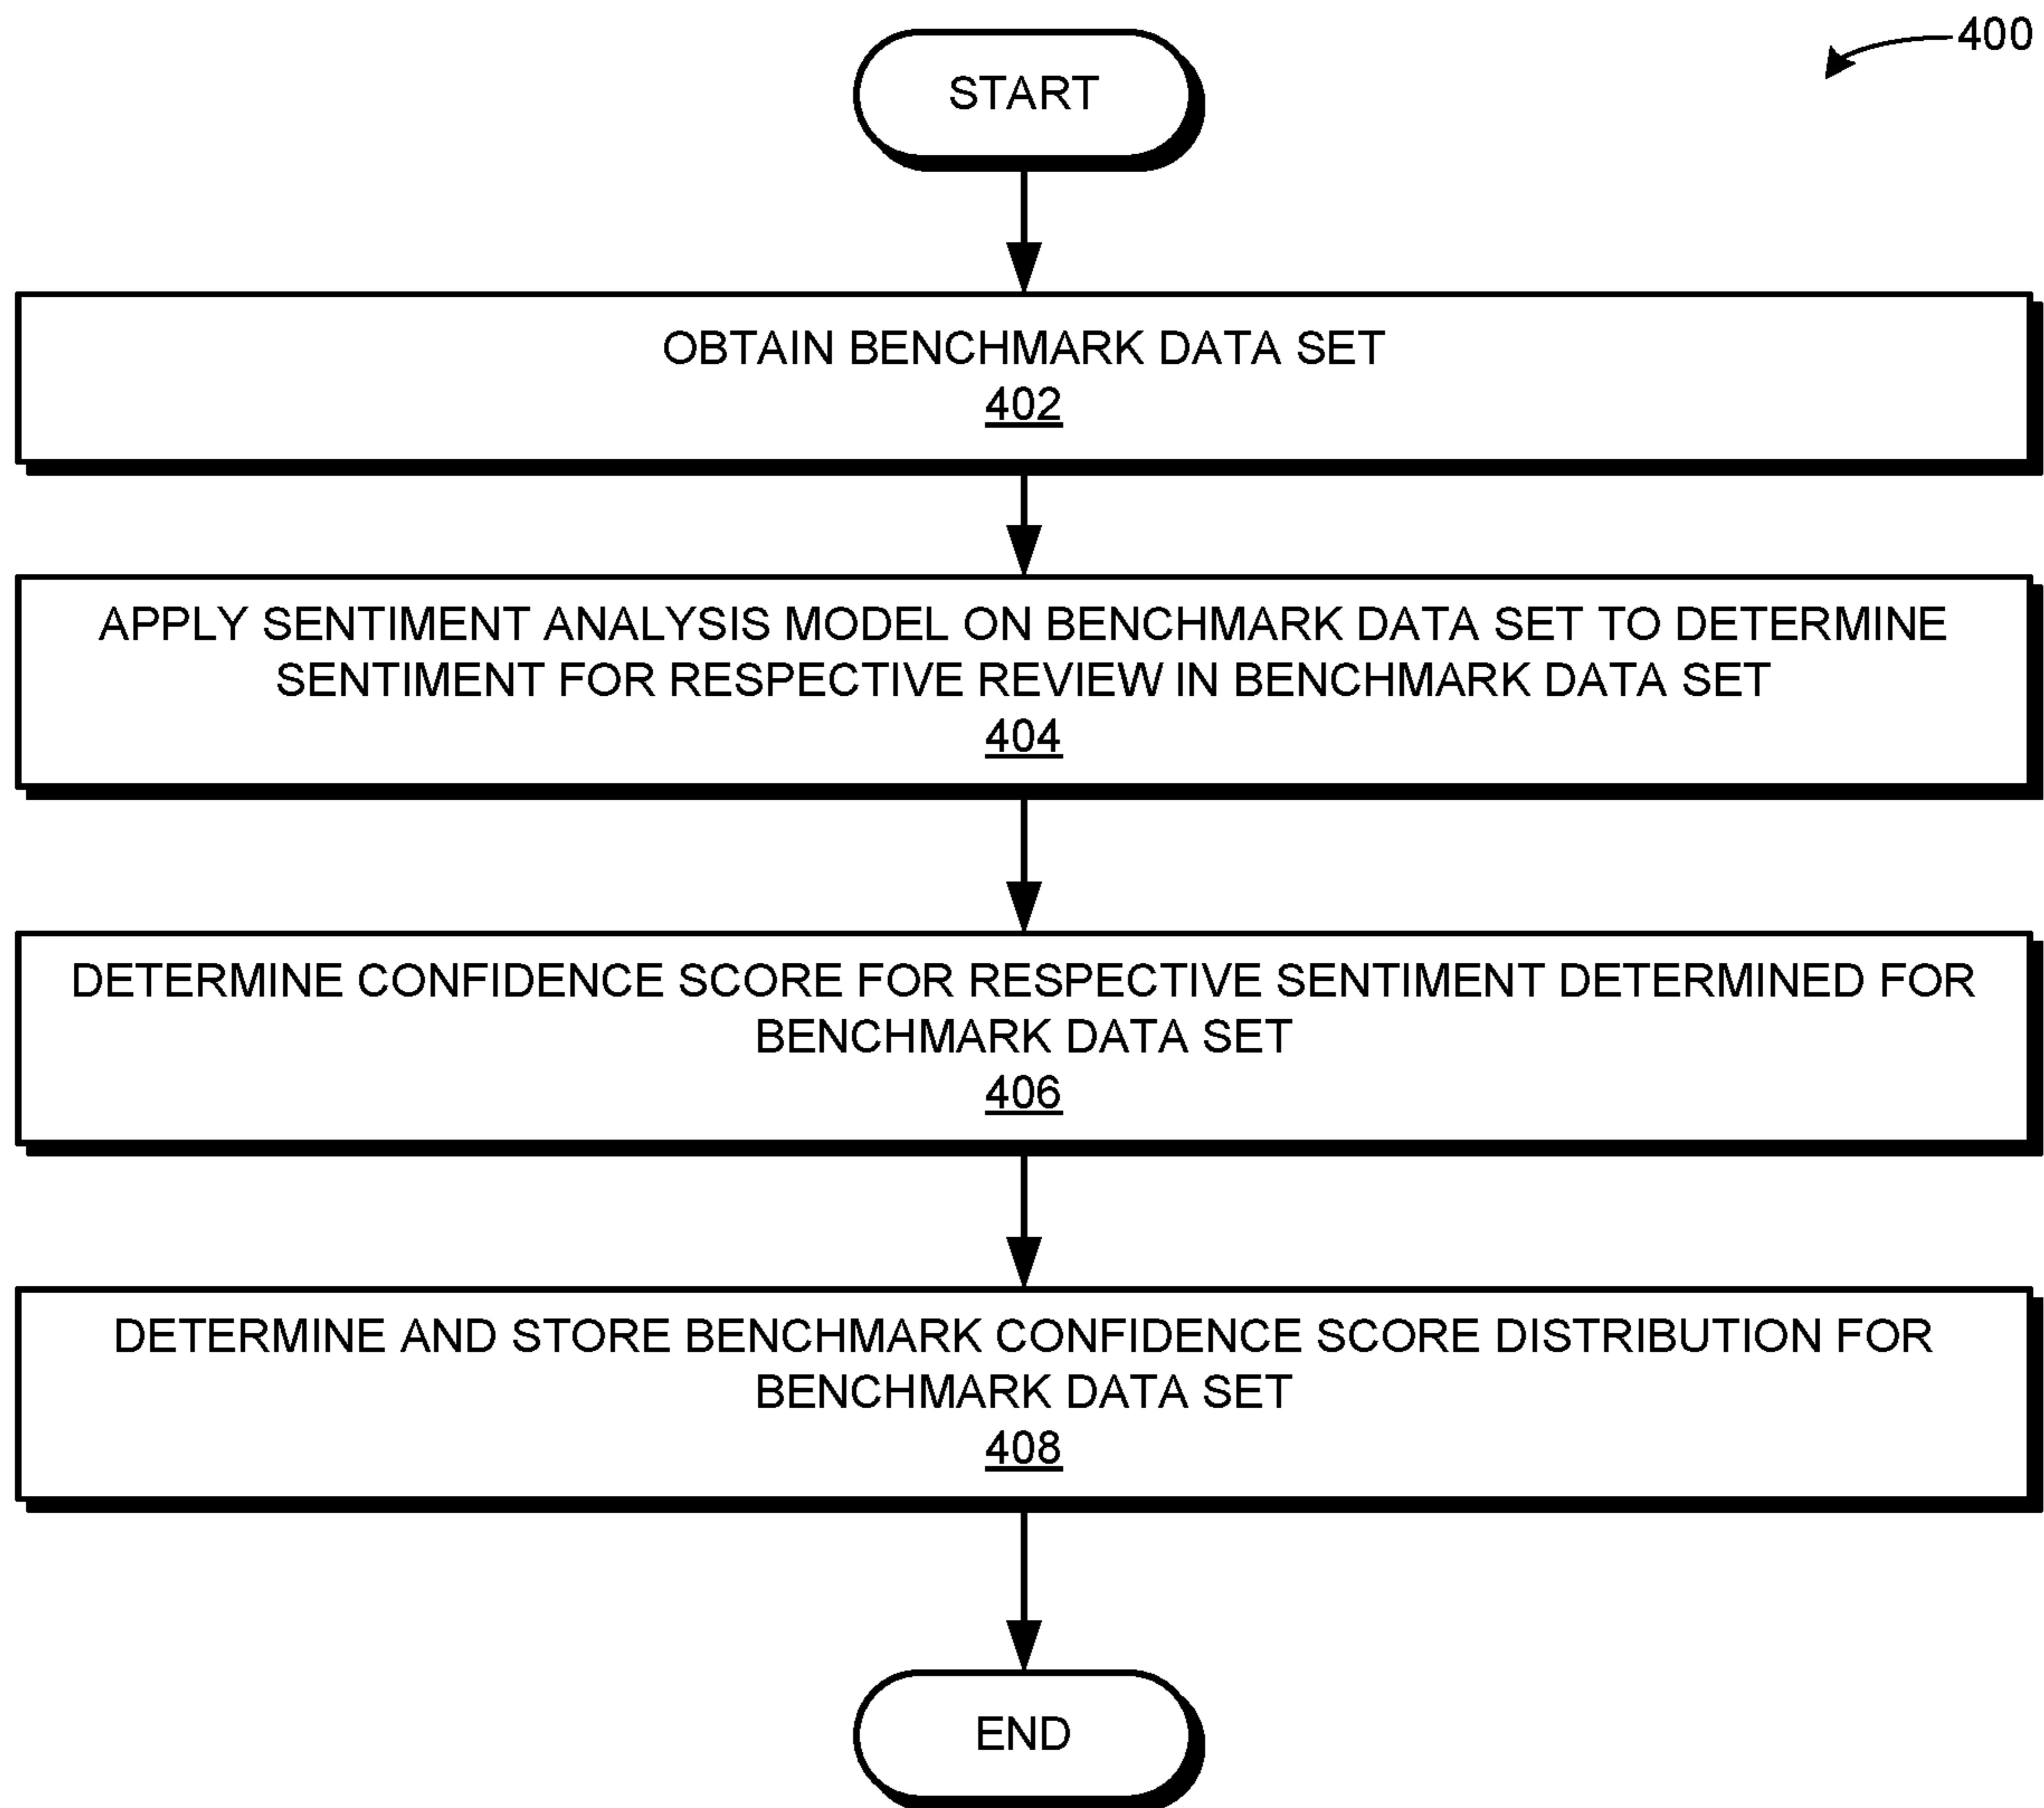 400
START
OBTAIN BENCHMARK DATA SET
402
APPLY SENTIMENT ANALYSIS MODEL ON BENCHMARK DATA SET TO DETERMINE
SENTIMENT FOR RESPECTIVE REVIEW IN BENCHMARK DATA SET
404
DETERMINE CONFIDENCE SCORE FOR RESPECTIVE SENTIMENT DETERMINED FOR
BENCHMARK DATA SET
406
DETERMINE AND STORE BENCHMARK CONFIDENCE SCORE DISTRIBUTION FOR
BENCHMARK DATA SET
408
END